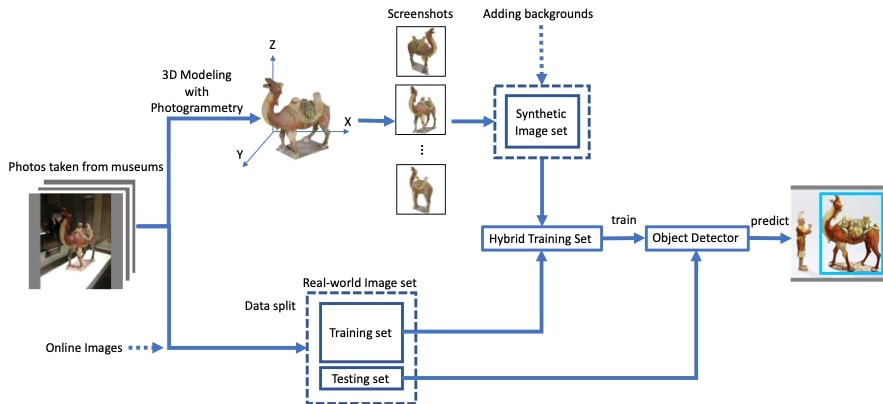 Screenshots
Adding backgrounds
Z
3D Modeling
with
Photogrammetry
X
Y
Synthetic
Image set
...
Photos taken from museums
Hybrid Training Set
train
Object Detector
predict
Real-world Image set
Data split
Training set
Online Images
Testing set